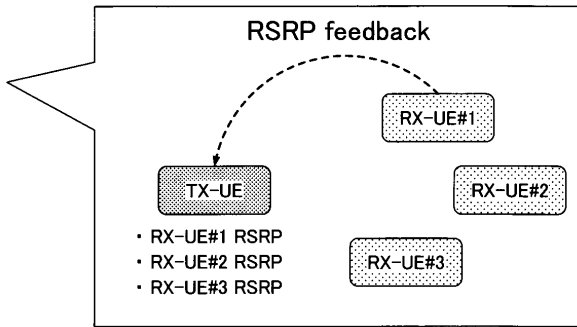 RSRP feedback
RX-UE#1
TX-UE
RX-UE#2
・ RX-UE#1 RSRP
・ RX-UE#2 RSRP
・ RX-UE#3 RSRP
RX-UE#3